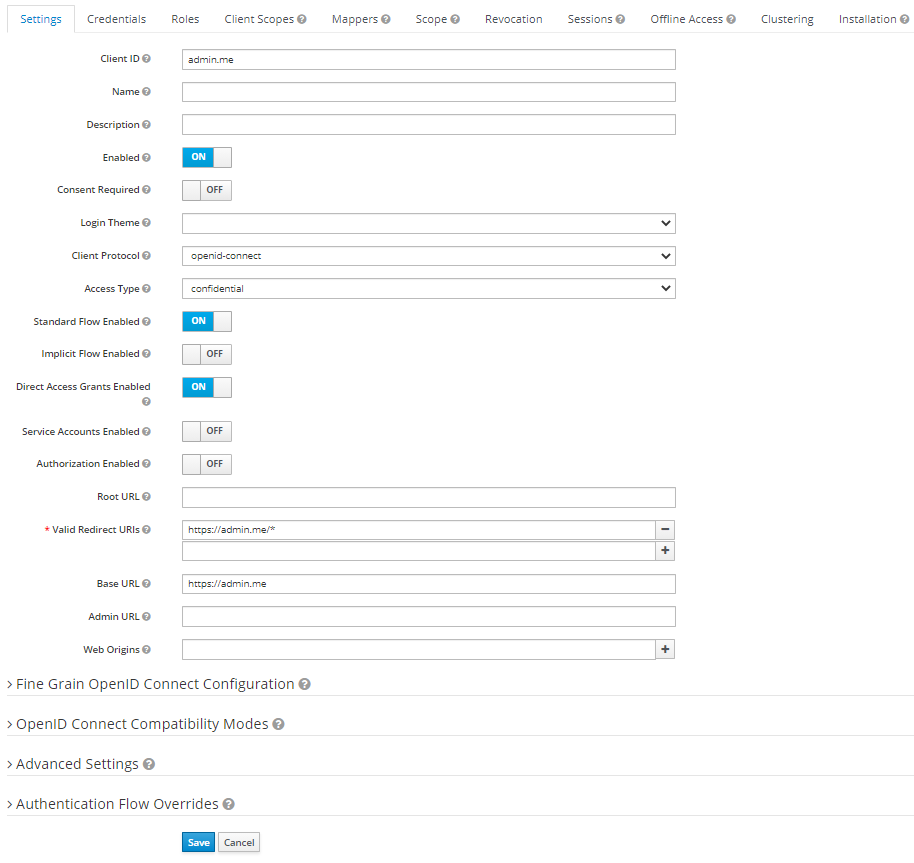 Settings Credentials Roles Client Scopes Mappers Scope Revocation Sessions Offline Access Clustering Installation
Client ID admin.me
Name
Description
Enabled ON
Consent Required OFF
Login Theme
Client Protocol openid-connect
Access Type confidential
Standard Flow Enabled ON
Implicit Flow Enabled OFF
Direct Access Grants Enabled ON
Service Accounts Enabled OFF
Authorization Enabled OFF
Root URL
* Valid Redirect URIs https://admin.me/*
Base URL https://admin.me
Admin URL
Web Origins
Fine Grain OpenID Connect Configuration
OpenID Connect Compatibility Modes
Advanced Settings
Authentication Flow Overrides
Save Cancel